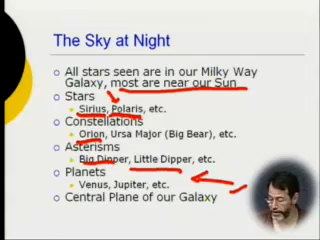 The Sky at Night
All stars seen are in our Milky Way
Galaxy, most are near our Sun
Stars
Sirius, Polaris, etc.
Constellations
Orion, Ursa Major (Big Bear), etc.
Asterisms
Big Dipper, Little Dipper, etc.
Planets
Venus, Jupiter, etc.
Central Plane of our Galaxy